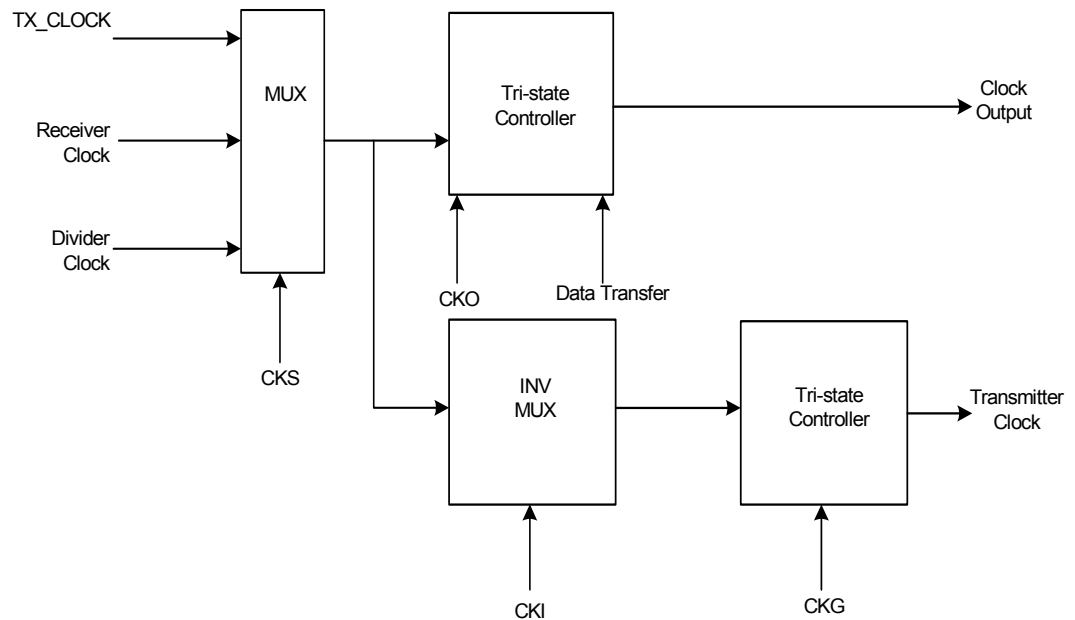 TX_CLOCK
MUX
Receiver
Clock
Divider
Clock
CKS
Tri-state
Controller
Clock
Output
CKO
Data Transfer
INV
MUX
Tri-state
Controller
Transmitter
Clock
CKI
CKG